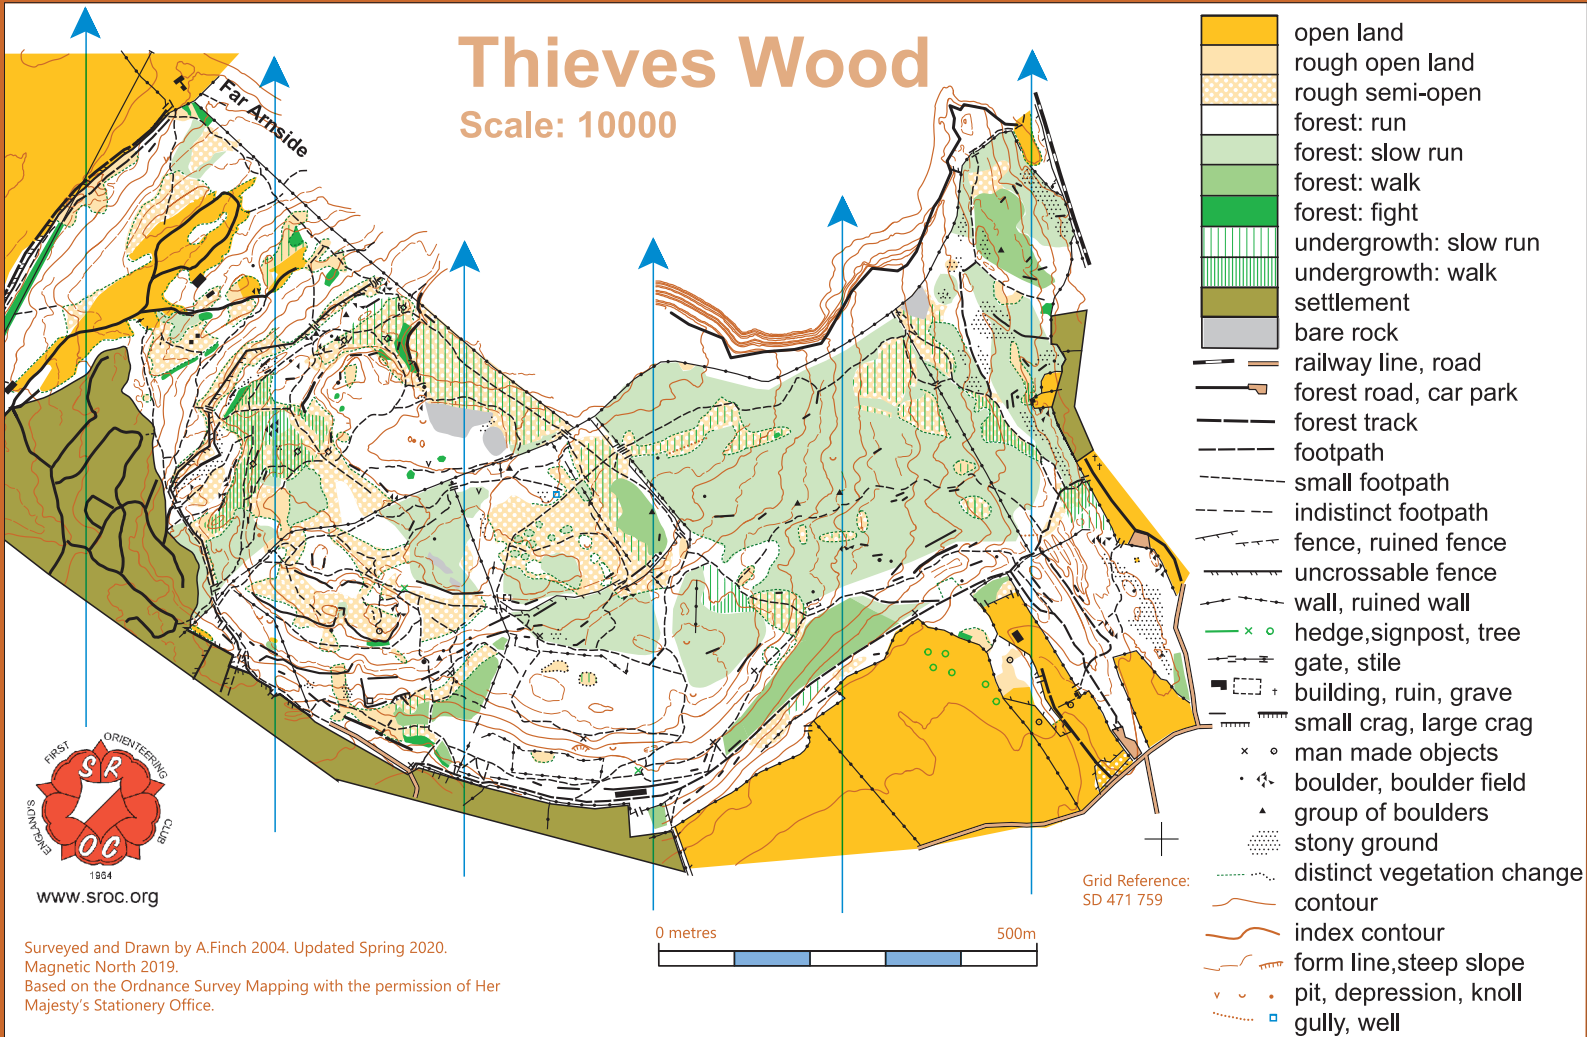 Thieves Wood
Scale: 10000
Far Arnside
open land
rough open land
rough semi-open
forest: run
forest: slow run
forest: walk
forest: fight
undergrowth: slow run
undergrowth: walk
settlement
bare rock
railway line, road
forest road, car park
forest track
footpath
small footpath
indistinct footpath
fence, ruined fence
uncrossable fence
wall, ruined wall
hedge,signpost, tree
gate, stile
building, ruin, grave
small crag, large crag
man made objects
boulder, boulder field
group of boulders
stony ground
distinct vegetation change
contour
index contour
form line,steep slope
pit, depression, knoll
gully, well
ENGLAND'S FIRST ORIENTEERING CLUB
SR
OC
1964
www.sroc.org
Surveyed and Drawn by A.Finch 2004. Updated Spring 2020.
Magnetic North 2019.
Based on the Ordnance Survey Mapping with the permission of Her
Majesty's Stationery Office.
0 metres 500m
Grid Reference:
SD 471 759